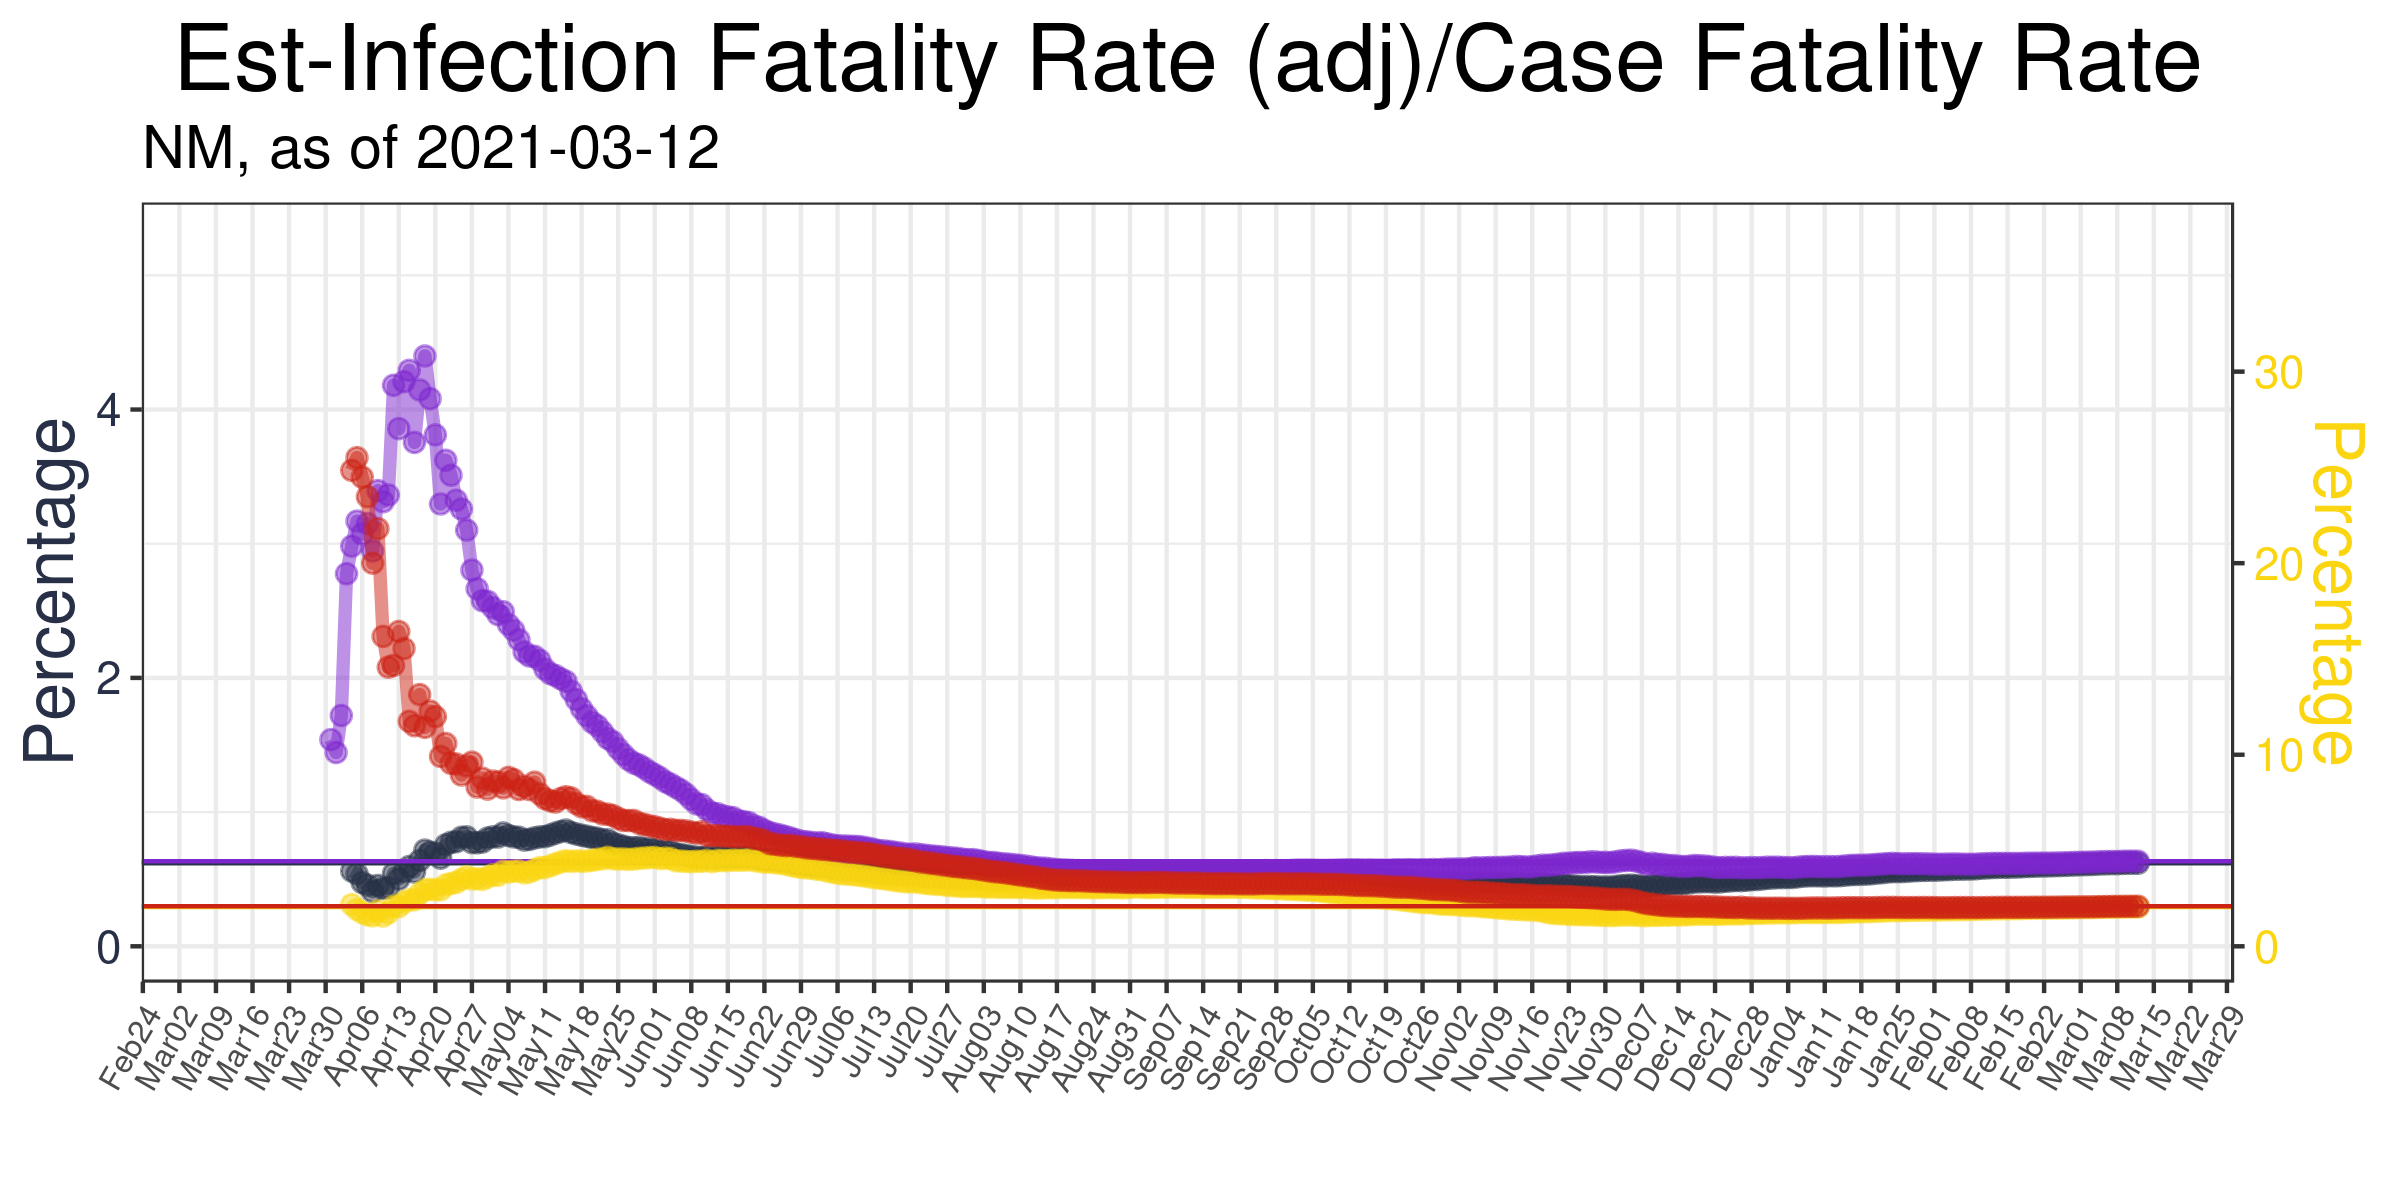 Est-Infection Fatality Rate (adj)/Case Fatality Rate
NM, as of 2021-03-12
Percentage
4
2
0
30
20
10
0
Percentage
Feb24
Mar02
Mar09
Mar16
Mar23
Mar30
Apr06
Apr13
Apr20
Apr27
May04
May11
May18
May25
Jun01
Jun08
Jun15
Jun22
Jun29
Jul06
Jul13
Jul20
Jul27
Aug03
Aug10
Aug17
Aug24
Aug31
Sep07
Sep14
Sep21
Sep28
Oct05
Oct12
Oct19
Oct26
Nov02
Nov09
Nov16
Nov23
Nov30
Dec07
Dec14
Dec21
Dec28
Jan04
Jan11
Jan18
Jan25
Feb01
Feb08
Feb15
Feb22
Mar01
Mar08
Mar15
Mar22
Mar29